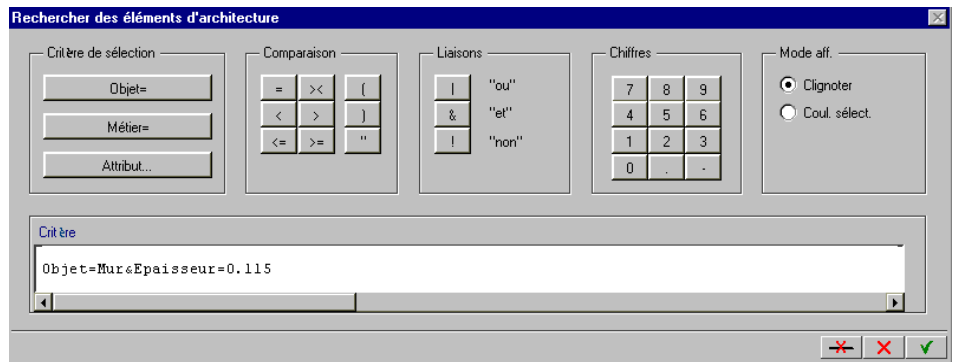 Rechercher des éléments d'architecture
Critère de sélection
Objet=
Métier=
Attribut...
Comparaison
= >< (
< > )
<= >= "
Liaisons
| "ou"
& "et"
! "non"
Chiffres
7 8 9
4 5 6
1 2 3
0 . -
Mode aff.
Clignoter
Coul. sélect.
Critère
Objet=Mur&Epaisseur=0.115